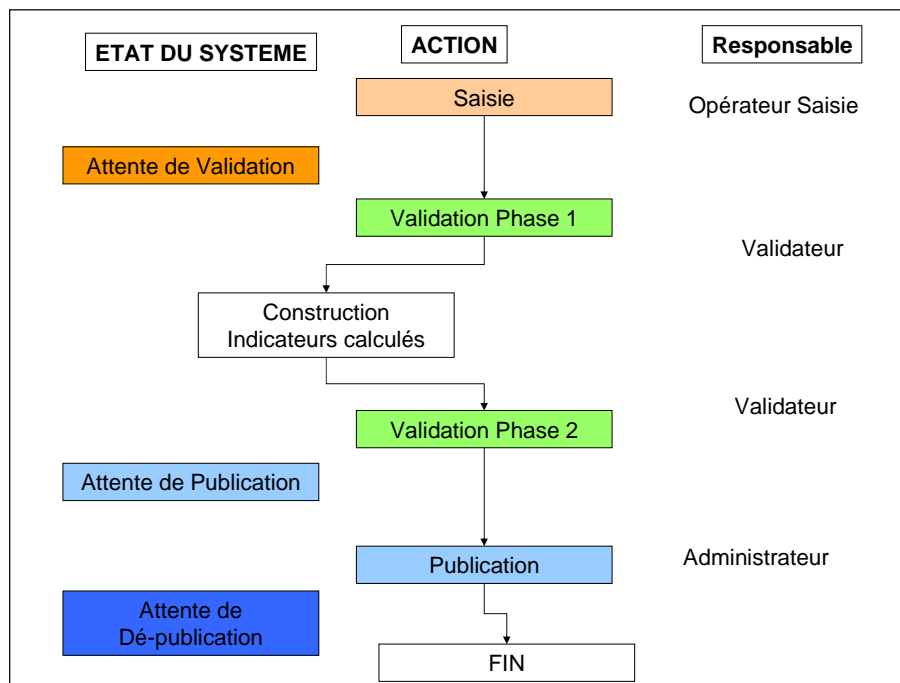 ETAT DU SYSTEME
ACTION
Responsable
Saisie
Opérateur Saisie
Attente de Validation
Validation Phase 1
Validateur
Construction
Indicateurs calculés
Validateur
Validation Phase 2
Attente de Publication
Publication
Administrateur
Attente de
Dé-publication
FIN